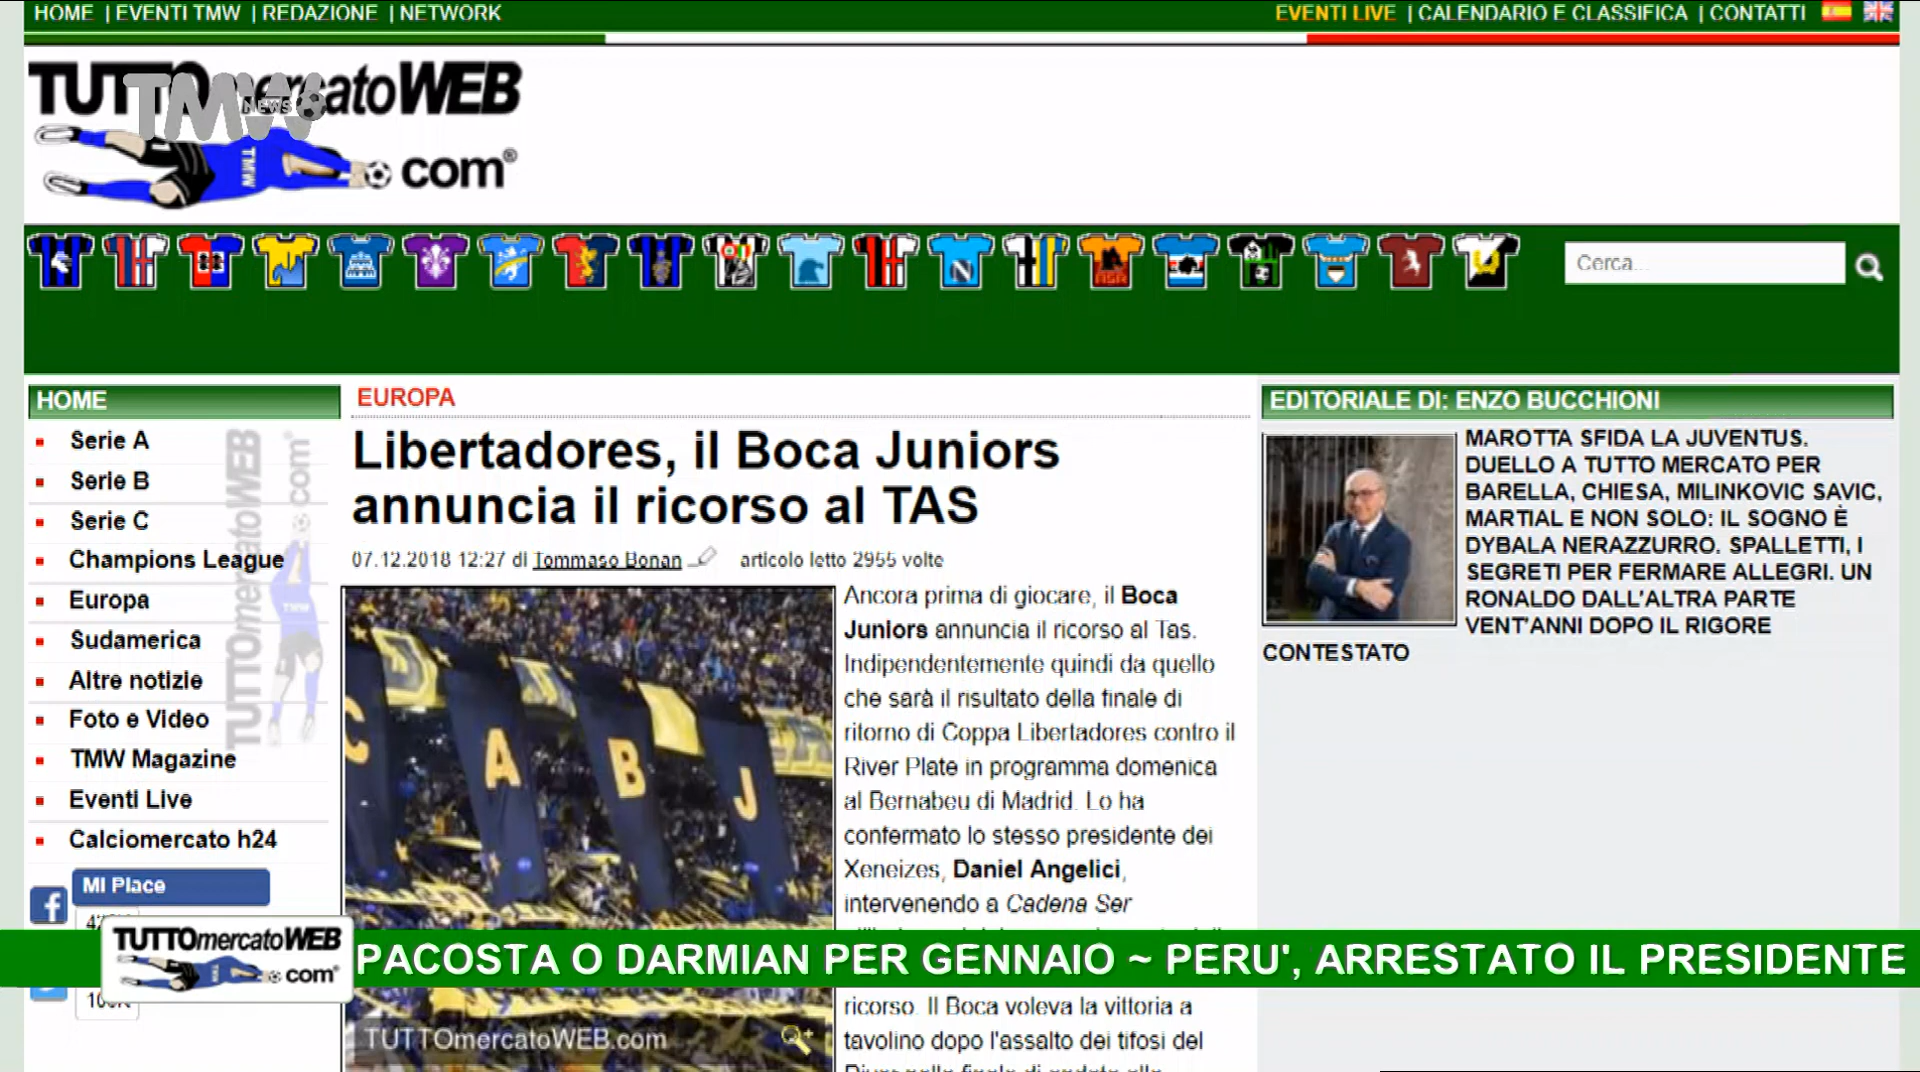 HOME | EVENTI TMW | REDAZIONE | NETWORK
EVENTI LIVE | CALENDARIO E CLASSIFICA | CONTATTI
TUTTOmercatoWEB
TMW
NEWS
TMW
com®
Cerca...
HOME
Serie A
Serie B
Serie C
Champions League
Europa
Sudamerica
Altre notizie
Foto e Video
TMW Magazine
Eventi Live
Calciomercato h24
TUTTOmercatoWEB
com®
TMW
Mi Piace
EUROPA
Libertadores, il Boca Juniors
annuncia il ricorso al TAS
07.12.2018 12:27 di Tommaso Bonan articolo letto 2955 volte
C A B J
TUTTOmercatoWEB.com
Ancora prima di giocare, il Boca
Juniors annuncia il ricorso al Tas.
Indipendentemente quindi da quello
che sarà il risultato della finale di
ritorno di Coppa Libertadores contro il
River Plate in programma domenica
al Bernabeu di Madrid. Lo ha
confermato lo stesso presidente dei
Xeneizes, Daniel Angelici,
intervenendo a Cadena Ser
ricorso. Il Boca voleva la vittoria a
tavolino dopo l'assalto dei tifosi del
EDITORIALE DI: ENZO BUCCHIONI
MAROTTA SFIDA LA JUVENTUS.
DUELLO A TUTTO MERCATO PER
BARELLA, CHIESA, MILINKOVIC SAVIC,
MARTIAL E NON SOLO: IL SOGNO È
DYBALA NERAZZURRO. SPALLETTI, I
SEGRETI PER FERMARE ALLEGRI. UN
RONALDO DALL'ALTRA PARTE
VENT'ANNI DOPO IL RIGORE
CONTESTATO
TUTTOmercatoWEB
com®
PACOSTA O DARMIAN PER GENNAIO ~ PERU', ARRESTATO IL PRESIDENTE